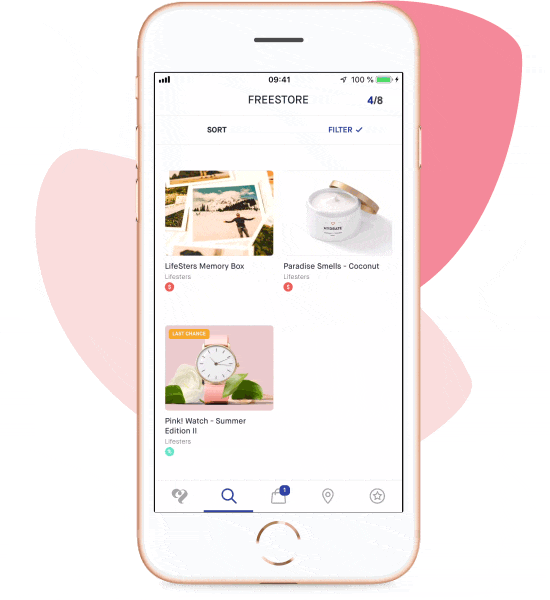 09:41
100 %
FREESTORE
4/8
SORT
FILTER
HYDRATE
LifeSters Memory Box
Lifesters
$
Paradise Smells - Coconut
Lifesters
$
LAST CHANCE
Pink! Watch - Summer
Edition II
Lifesters
1